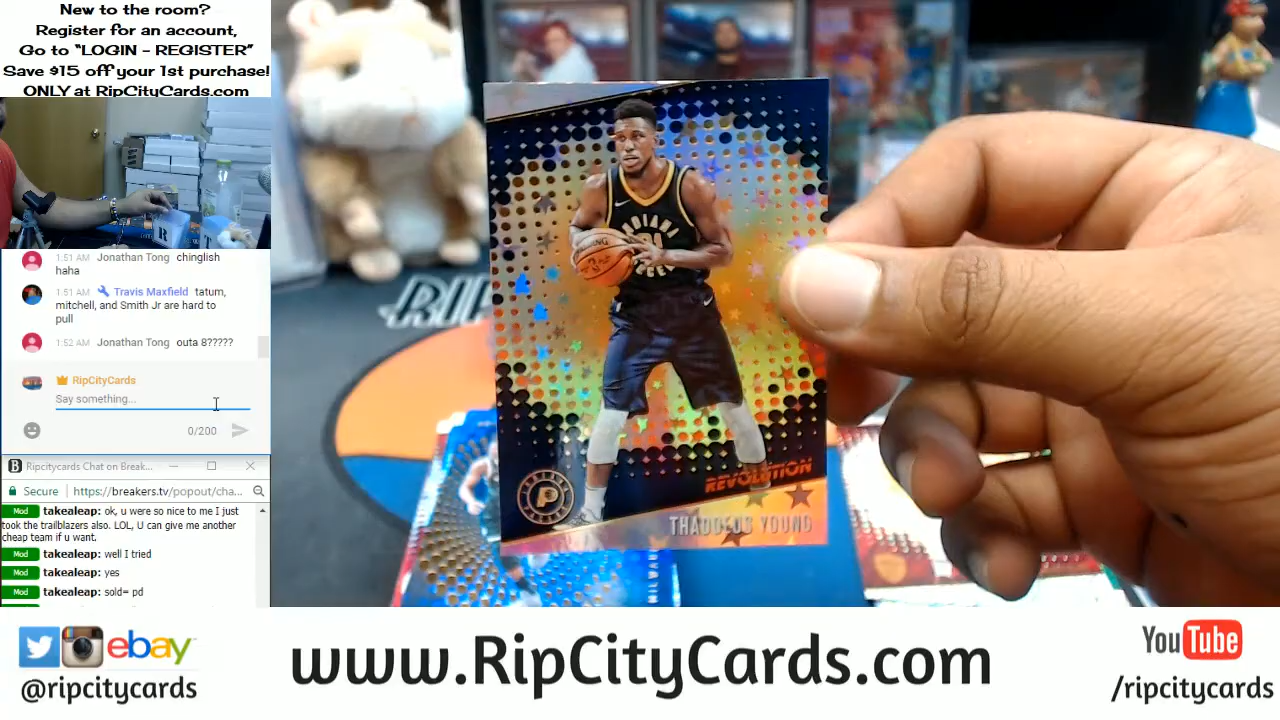 New to the room?
Register for an account,
Go to “LOGIN - REGISTER”
Save $15 off your 1st purchase!
ONLY at RipCityCards.com
1:51 AM Jonathan Tong chinglish
haha
1:51 AM Travis Maxfield tatum,
mitchell, and Smith Jr are hard to
pull
1:52 AM Jonathan Tong outa 8?????
RipCityCards
Say something...
0/200
Ripcitycards Chat on Break...
Secure https://breakers.tv/popout/cha...
Mod takealeap: ok, u were so nice to me I just
took the trailblazers also. LOL, U can give me another
cheap team if u want.
Mod takealeap: well I tried
Mod takealeap: yes
Mod takealeap: sold= pd
R
T
RIP
INDIANA
REVOLUTION
THADDEUS YOUNG
ebay
@ripcitycards
www.RipCityCards.com
YouTube
/ripcitycards